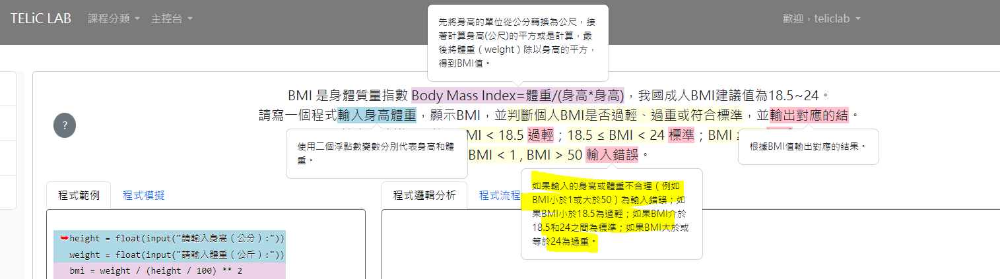 TELiC LAB 課程分類 主控台 歡迎，teliclab
先將身高的單位從公分轉換為公尺，接
著計算身高(公尺)的平方或是計算，最
後將體重（weight）除以身高的平方，
得到BMI值。
BMI 是身體質量指數 Body Mass Index=體重/(身高*身高)，我國成人BMI建議值為18.5~24。
請寫一個程式輸入身高體重，顯示BMI，並判斷個人BMI是否過輕、過重或符合標準，並輸出對應的結。
?
BMI < 18.5 過輕；18.5 ≤ BMI < 24 標準；BMI
BMI < 1 , BMI > 50 輸入錯誤。
使用二個浮點數變數分別代表身高和體
重。
根據BMI值輸出對應的結果。
如果輸入的身高或體重不合理（例如
BMI小於1或大於50）為輸入錯誤；如
果BMI小於18.5為過輕；如果BMI介於
18.5和24之間為標準；如果BMI大於或
等於24為過重。
程式範例 程式模擬
程式邏輯分析 程式流程
height = float(input("請輸入身高（公分）:"))
weight = float(input("請輸入體重（公斤）:"))
bmi = weight / (height / 100) ** 2